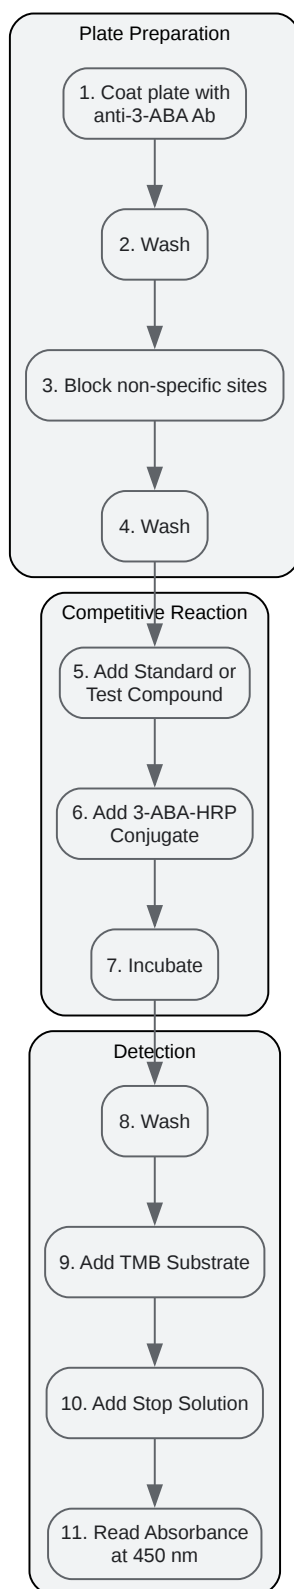 Plate Preparation
1. Coat plate with
anti-3-ABA Ab
2. Wash
3. Block non-specific sites
4. Wash
Competitive Reaction
5. Add Standard or
Test Compound
6. Add 3-ABA-HRP
Conjugate
7. Incubate
Detection
8. Wash
9. Add TMB Substrate
10. Add Stop Solution
11. Read Absorbance
at 450 nm